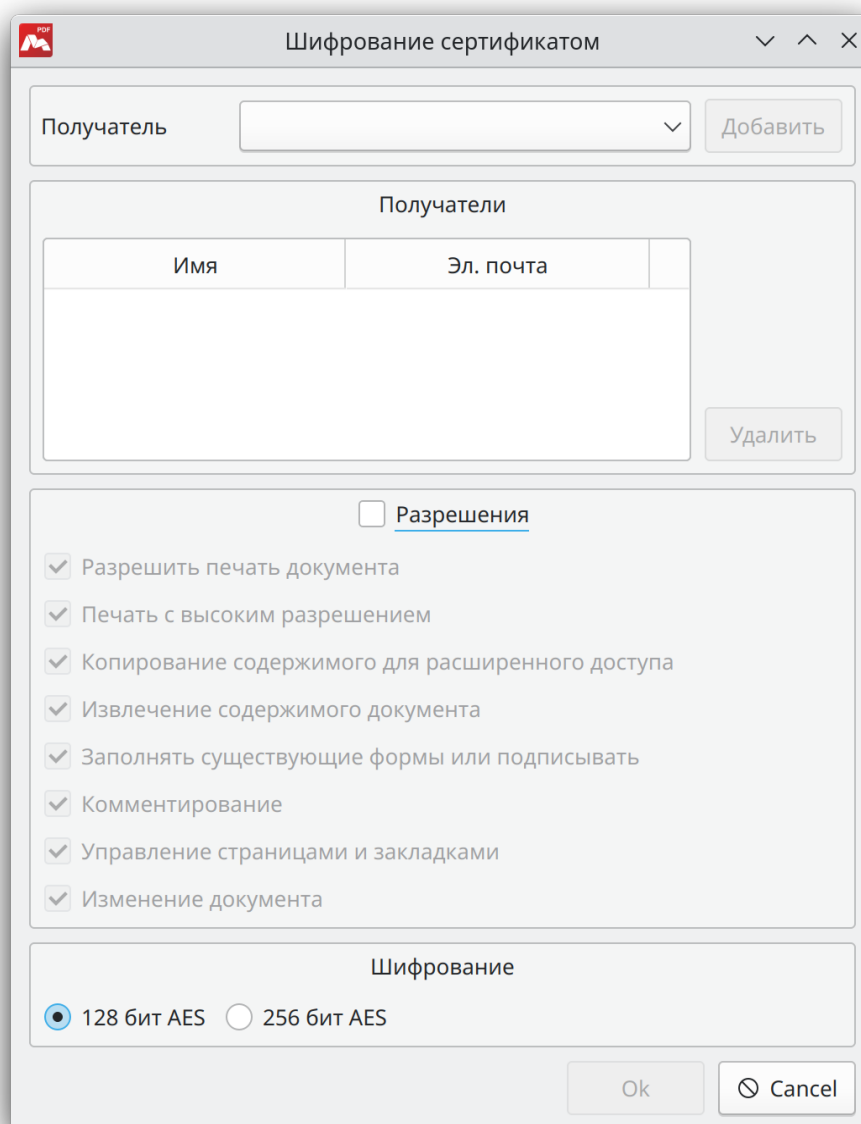 PDF
Шифрование сертификатом
Получатель
Добавить
Получатели
Имя Эл. почта
Удалить
Разрешения
Разрешить печать документа
Печать с высоким разрешением
Копирование содержимого для расширенного доступа
Извлечение содержимого документа
Заполнять существующие формы или подписывать
Комментирование
Управление страницами и закладками
Изменение документа
Шифрование
128 бит AES 256 бит AES
Ok Cancel